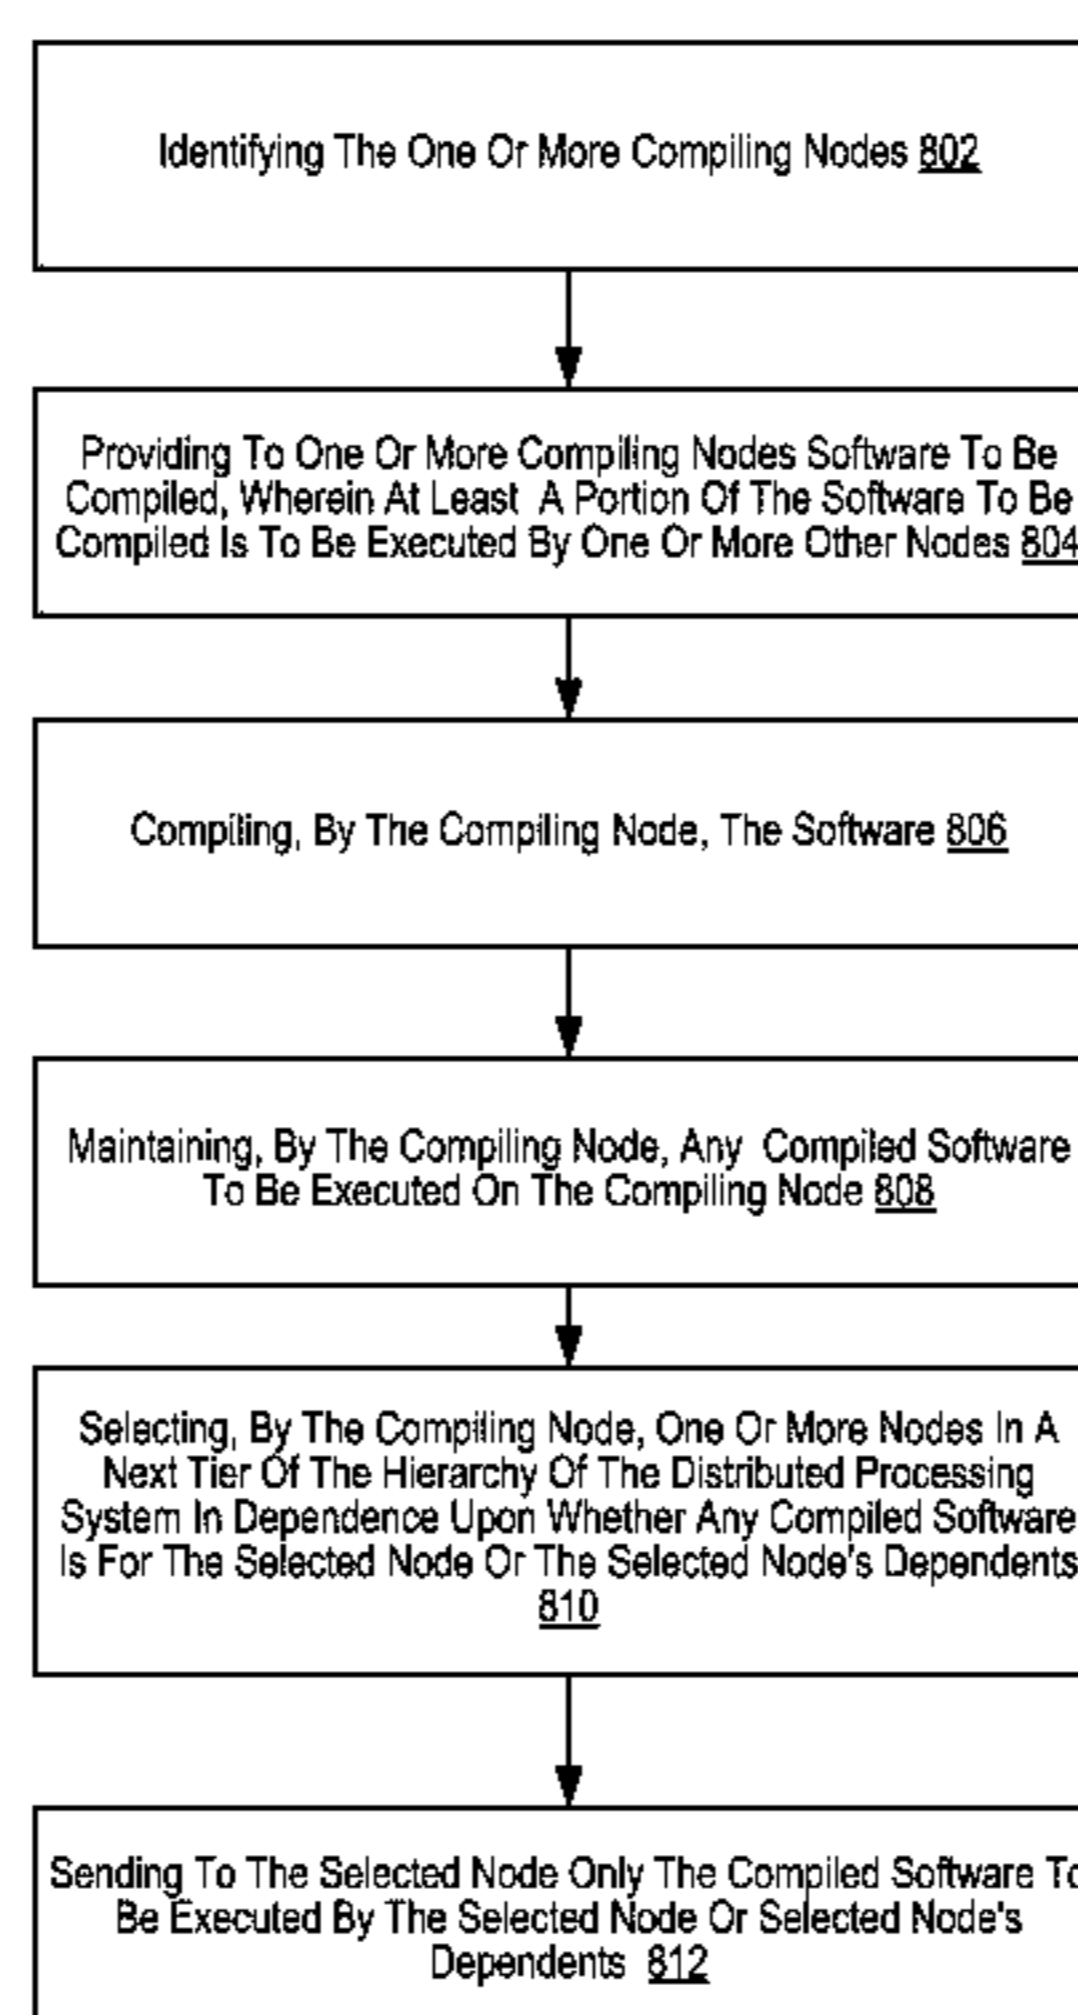 Identifying The One Or More Compiling Nodes 802
Providing To One Or More Compiling Nodes Software To Be
Compiled, Wherein At Least A Portion Of The Software To Be
Compiled Is To Be Executed By One Or More Other Nodes 804
Compiling, By The Compiling Node, The Software 806
Maintaining, By The Compiling Node, Any Compiled Software
To Be Executed On The Compiling Node 808
Selecting, By The Compiling Node, One Or More Nodes In A
Next Tier Of The Hierarchy Of The Distributed Processing
System In Dependence Upon Whether Any Compiled Software
Is For The Selected Node Or The Selected Node's Dependents
810
Sending To The Selected Node Only The Compiled Software To
Be Executed By The Selected Node Or Selected Node's
Dependents 812